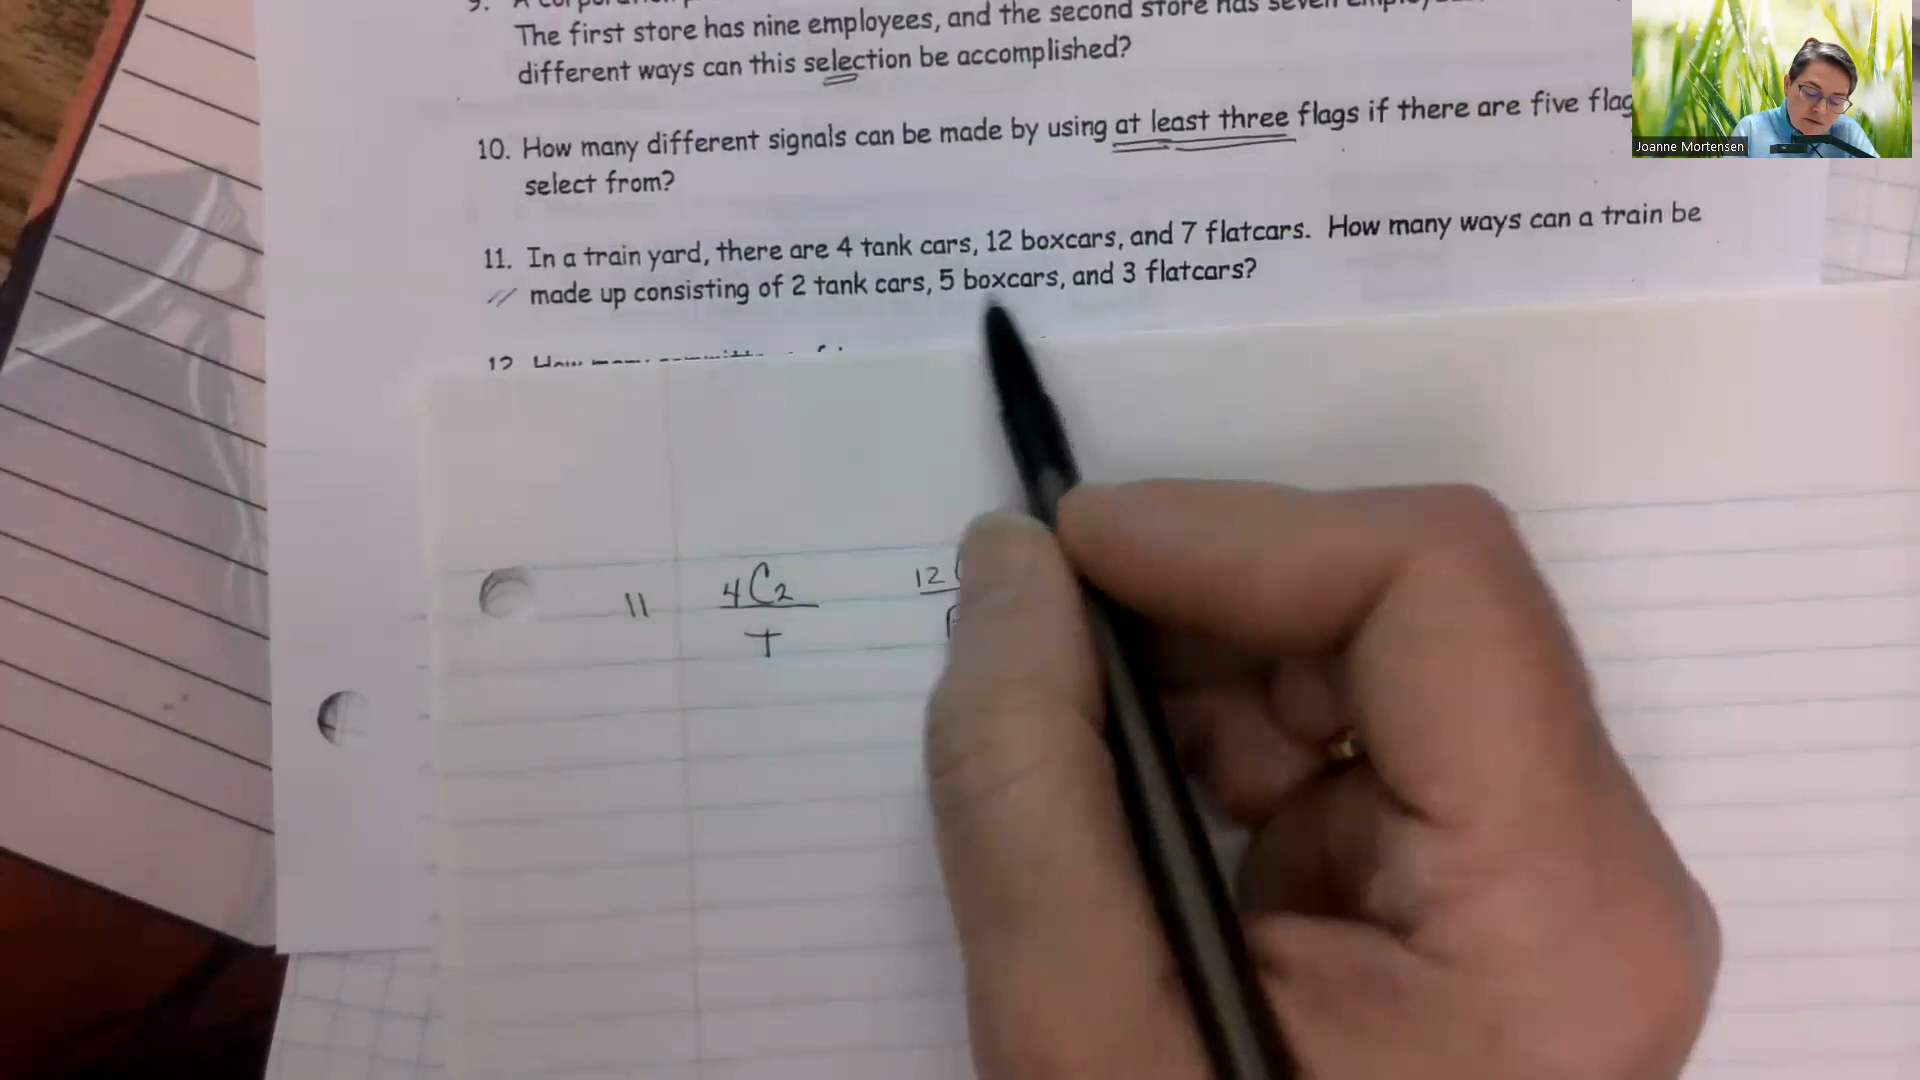 The first store has nine employees, and the second store has seven
different ways can this selection be accomplished?
10. How many different signals can be made by using at least three flags if there are five
select from?
11. In a train yard, there are 4 tank cars, 12 boxcars, and 7 flatcars. How many ways can a train be
made up consisting of 2 tank cars, 5 boxcars, and 3 flatcars?
12
11 4C2 12
T
Joanne Mortensen